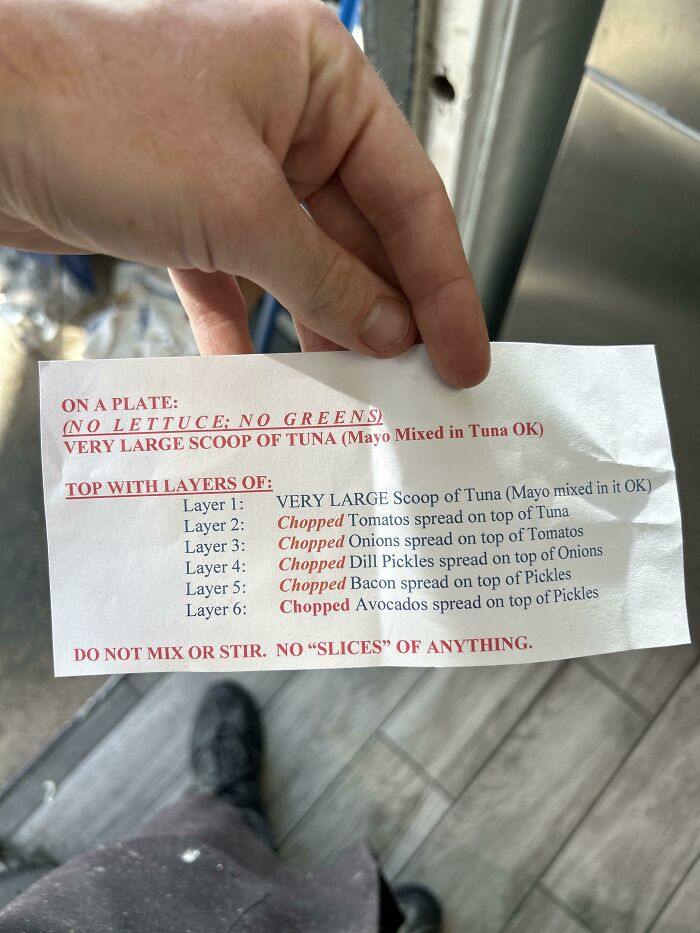 ON A PLATE:
(NO LETTUCE; NO GREENS)
VERY LARGE SCOOP OF TUNA (Mayo Mixed in Tuna OK)
TOP WITH LAYERS OF:
Layer 1: VERY LARGE Scoop of Tuna (Mayo mixed in it OK)
Layer 2: Chopped Tomatos spread on top of Tuna
Layer 3: Chopped Onions spread on top of Tomatos
Layer 4: Chopped Dill Pickles spread on top of Onions
Layer 5: Chopped Bacon spread on top of Pickles
Layer 6: Chopped Avocados spread on top of Pickles
DO NOT MIX OR STIR. NO “SLICES” OF ANYTHING.